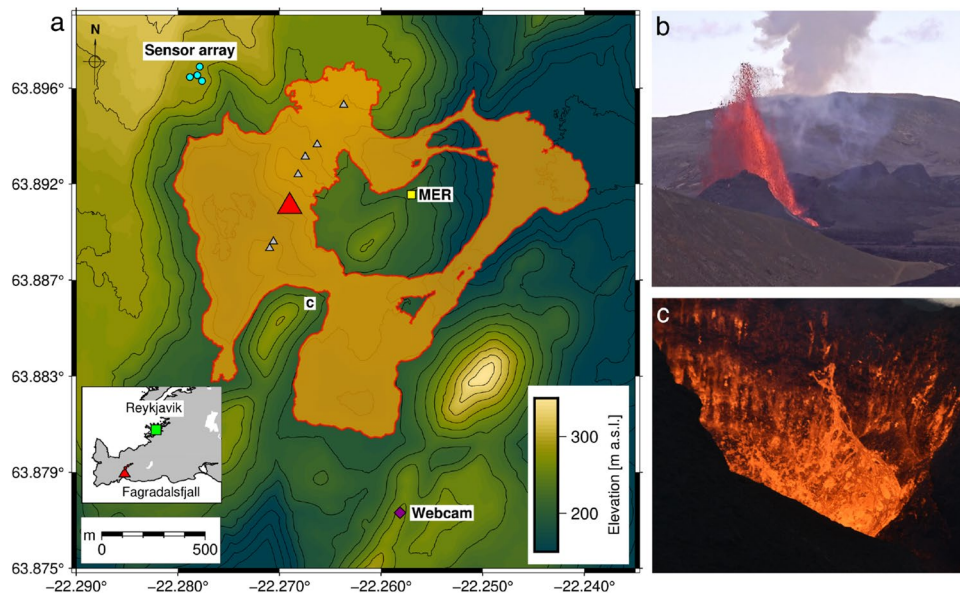 a
N
Sensor array
63.896°
63.892°
MER
63.887°
c
63.883°
Reykjavik
Fagradalsfjall
300
200
Elevation [m a.s.l.]
63.879°
Webcam
m
0
500
63.875°
−22.290°
−22.280°
−22.270°
−22.260°
−22.250°
−22.240°
b
c